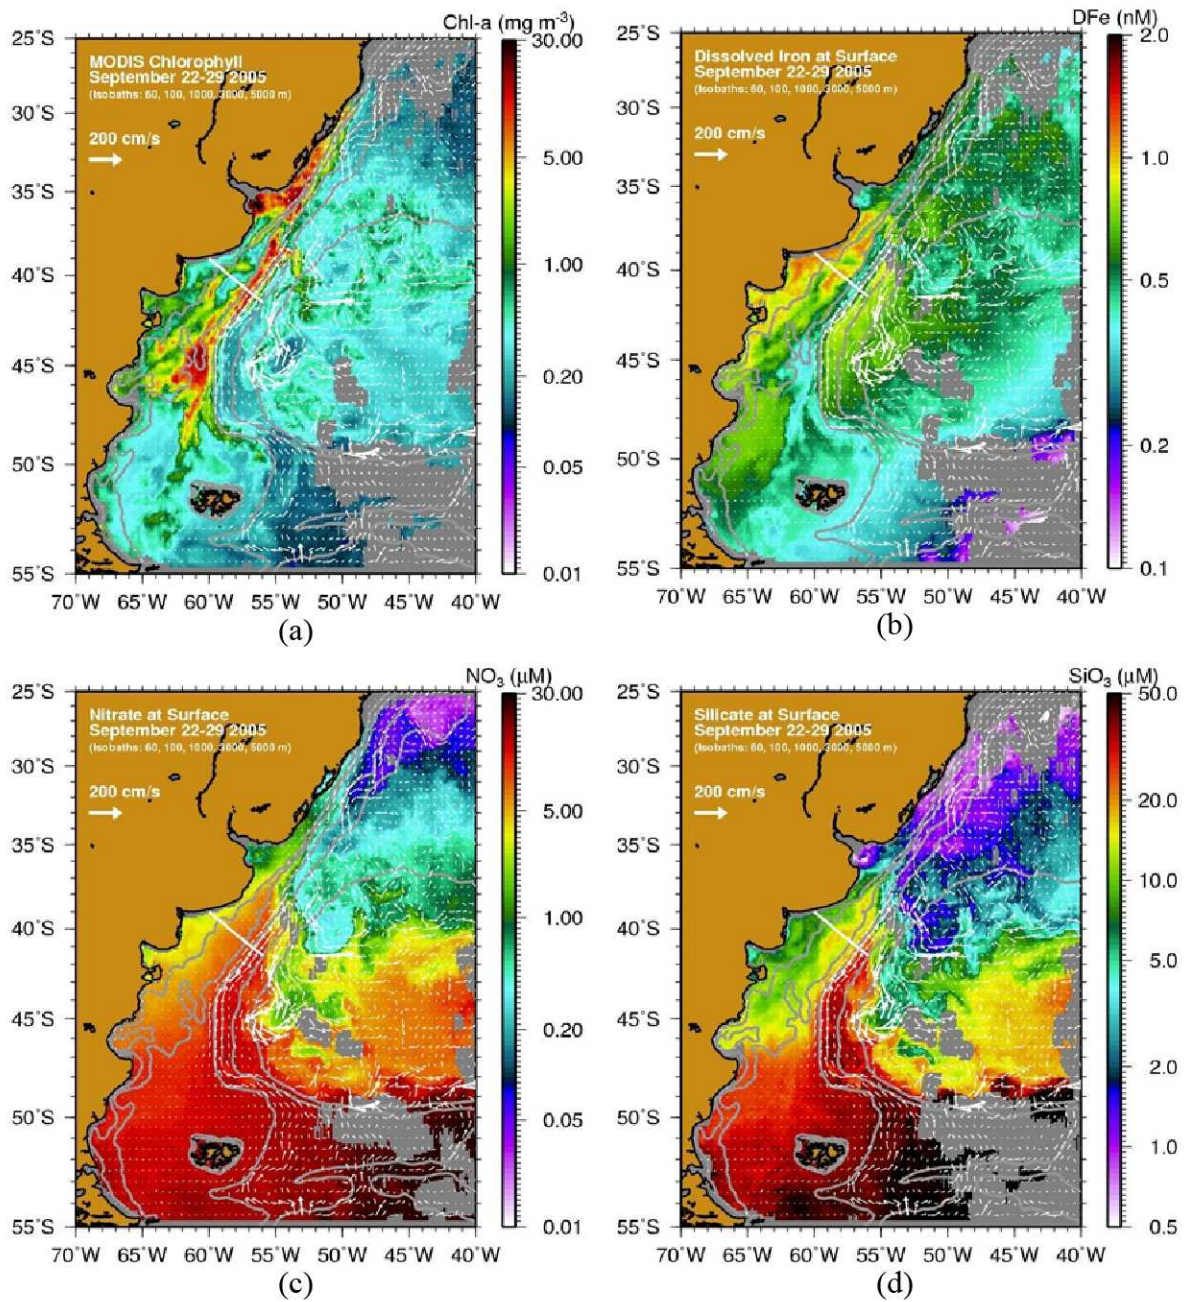 Chl-a (mg m-3)
25°S
30°S
35°S
40°S
45°S
50°S
55°S
MODIS Chlorophyll
September 22-29 2005
(Isobaths: 60, 100, 1000, 3000, 5000 m)
200 cm/s
30.00
5.00
1.00
0.20
0.05
0.01
70°W 65°W 60°W 55°W 50°W 45°W 40°W
(a)
DFe (nM)
25°S
30°S
35°S
40°S
45°S
50°S
55°S
Dissolved Iron at Surface
September 22-29 2005
(Isobaths: 60, 100, 1000, 3000, 5000 m)
200 cm/s
2.0
1.0
0.5
0.2
0.1
70°W 65°W 60°W 55°W 50°W 45°W 40°W
(b)
NO3 (μM)
25°S
30°S
35°S
40°S
45°S
50°S
55°S
Nitrate at Surface
September 22-29 2005
(Isobaths: 60, 100, 1000, 3000, 5000 m)
200 cm/s
30.00
5.00
1.00
0.20
0.05
0.01
70°W 65°W 60°W 55°W 50°W 45°W 40°W
(c)
SiO3 (μM)
25°S
30°S
35°S
40°S
45°S
50°S
55°S
Silicate at Surface
September 22-29 2005
(Isobaths: 60, 100, 1000, 3000, 5000 m)
200 cm/s
50.0
20.0
10.0
5.0
2.0
1.0
0.5
70°W 65°W 60°W 55°W 50°W 45°W 40°W
(d)